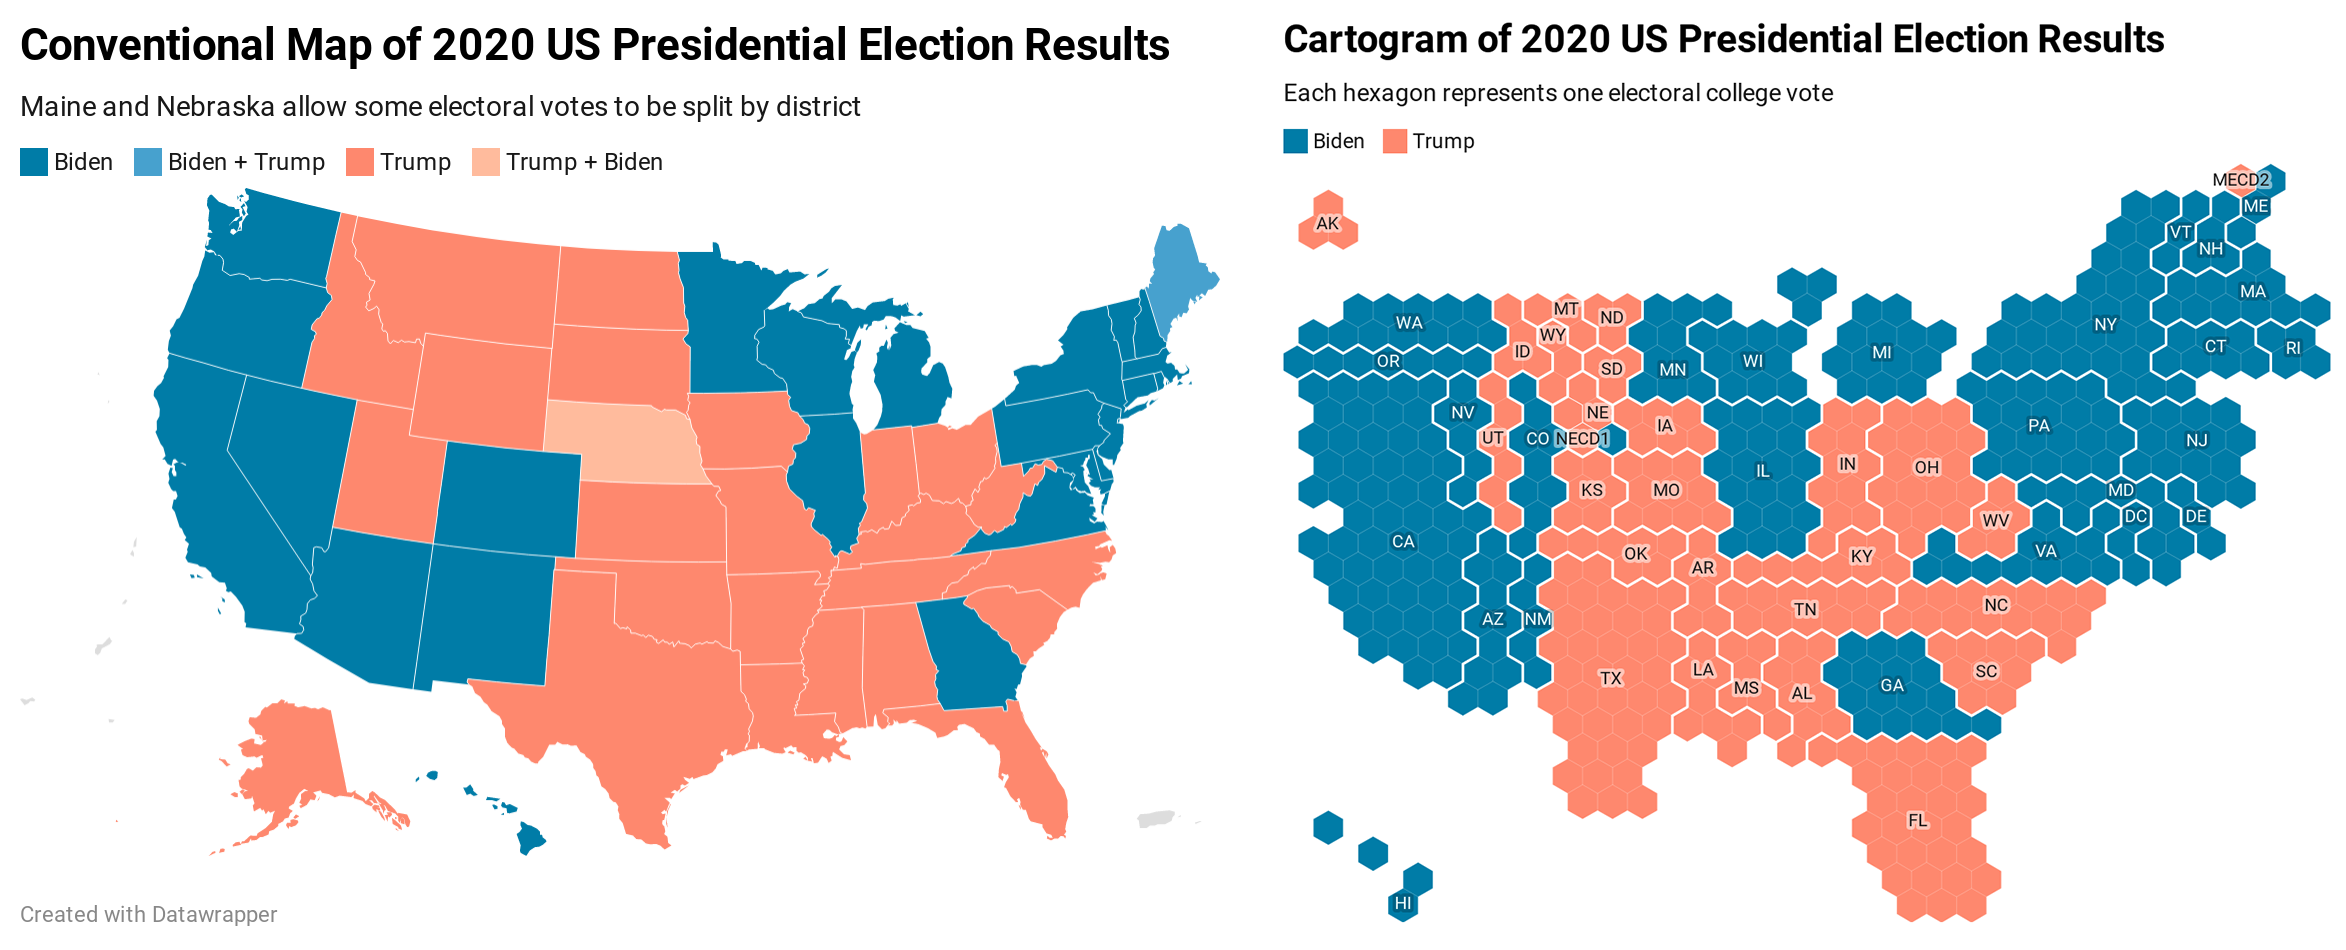 Conventional Map of 2020 US Presidential Election Results
Maine and Nebraska allow some electoral votes to be split by district
Biden Biden + Trump Trump Trump + Biden
Created with Datawrapper
Cartogram of 2020 US Presidential Election Results
Each hexagon represents one electoral college vote
Biden Trump
MECD2
ME
AK
VT
NH
MA
MT
ND
WA
NY
WY
CT
RI
ID
MI
OR
WI
SD
MN
NV
NE
IA
PA
UT
CO
NECD1
NJ
IN
OH
IL
KS
MO
MD
WV
DC
DE
CA
OK
KY
VA
AR
AZ
NM
TN
NC
TX
LA
SC
MS
AL
GA
FL
HI